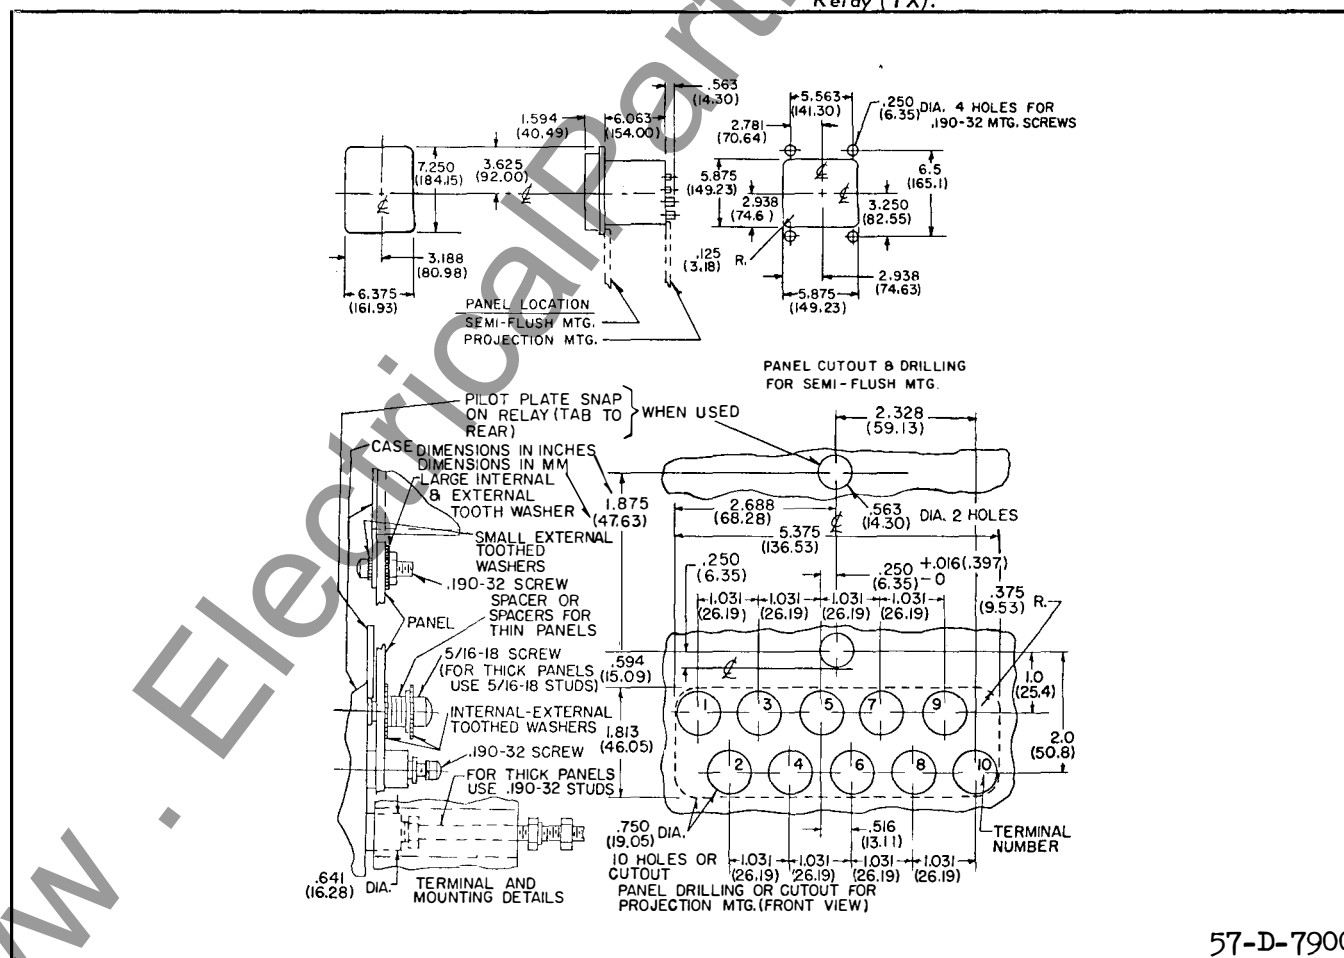 Relay (TX).
.563
(14.30)
1.594
(40.49)
6.063
(154.00)
5.563
(141.30)
.250
(6.35)
DIA. 4 HOLES FOR
.190-32 MTG. SCREWS
2.781
(70.64)
7.250
(184.15)
3.625
(92.00)
℄
℄
5.875
(149.23)
℄
℄
6.5
(165.1)
2.938
(74.6)
3.250
(82.55)
3.188
(80.98)
.125
(3.18)
R.
2.938
(74.63)
6.375
(161.93)
5.875
(149.23)
PANEL LOCATION
SEMI-FLUSH MTG.
PROJECTION MTG.
PANEL CUTOUT & DRILLING
FOR SEMI-FLUSH MTG.
PILOT PLATE SNAP
ON RELAY (TAB TO
REAR)
WHEN USED
2.328
(59.13)
CASE
DIMENSIONS IN INCHES
DIMENSIONS IN MM
LARGE INTERNAL
& EXTERNAL
TOOTH WASHER
1.875
(47.63)
2.688
(68.28)
℄
.563
(14.30)
DIA. 2 HOLES
5.375
(136.53)
SMALL EXTERNAL
TOOTHED
WASHERS
.250
(6.35)
.250
(6.35)
+.016(.397)
-0
.190-32 SCREW
SPACER OR
SPACERS FOR
THIN PANELS
1.031
(26.19)
1.031
(26.19)
1.031
(26.19)
1.031
(26.19)
.375
(9.53)
R.
PANEL
5/16-18 SCREW
(FOR THICK PANELS
USE 5/16-18 STUDS)
.594
(15.09)
℄
1.0
(25.4)
1 3 5 7 9
INTERNAL-EXTERNAL
TOOTHED WASHERS
1.813
(46.05)
2.0
(50.8)
.190-32 SCREW
2 4 6 8 10
FOR THICK PANELS
USE .190-32 STUDS
.750
(19.05)
DIA.
.516
(13.11)
TERMINAL
NUMBER
10 HOLES OR
CUTOUT
1.031
(26.19)
1.031
(26.19)
1.031
(26.19)
1.031
(26.19)
.641
(16.28)
DIA.
TERMINAL AND
MOUNTING DETAILS
PANEL DRILLING OR CUTOUT FOR
PROJECTION MTG. (FRONT VIEW)
57-D-790
w . ElectricalPart